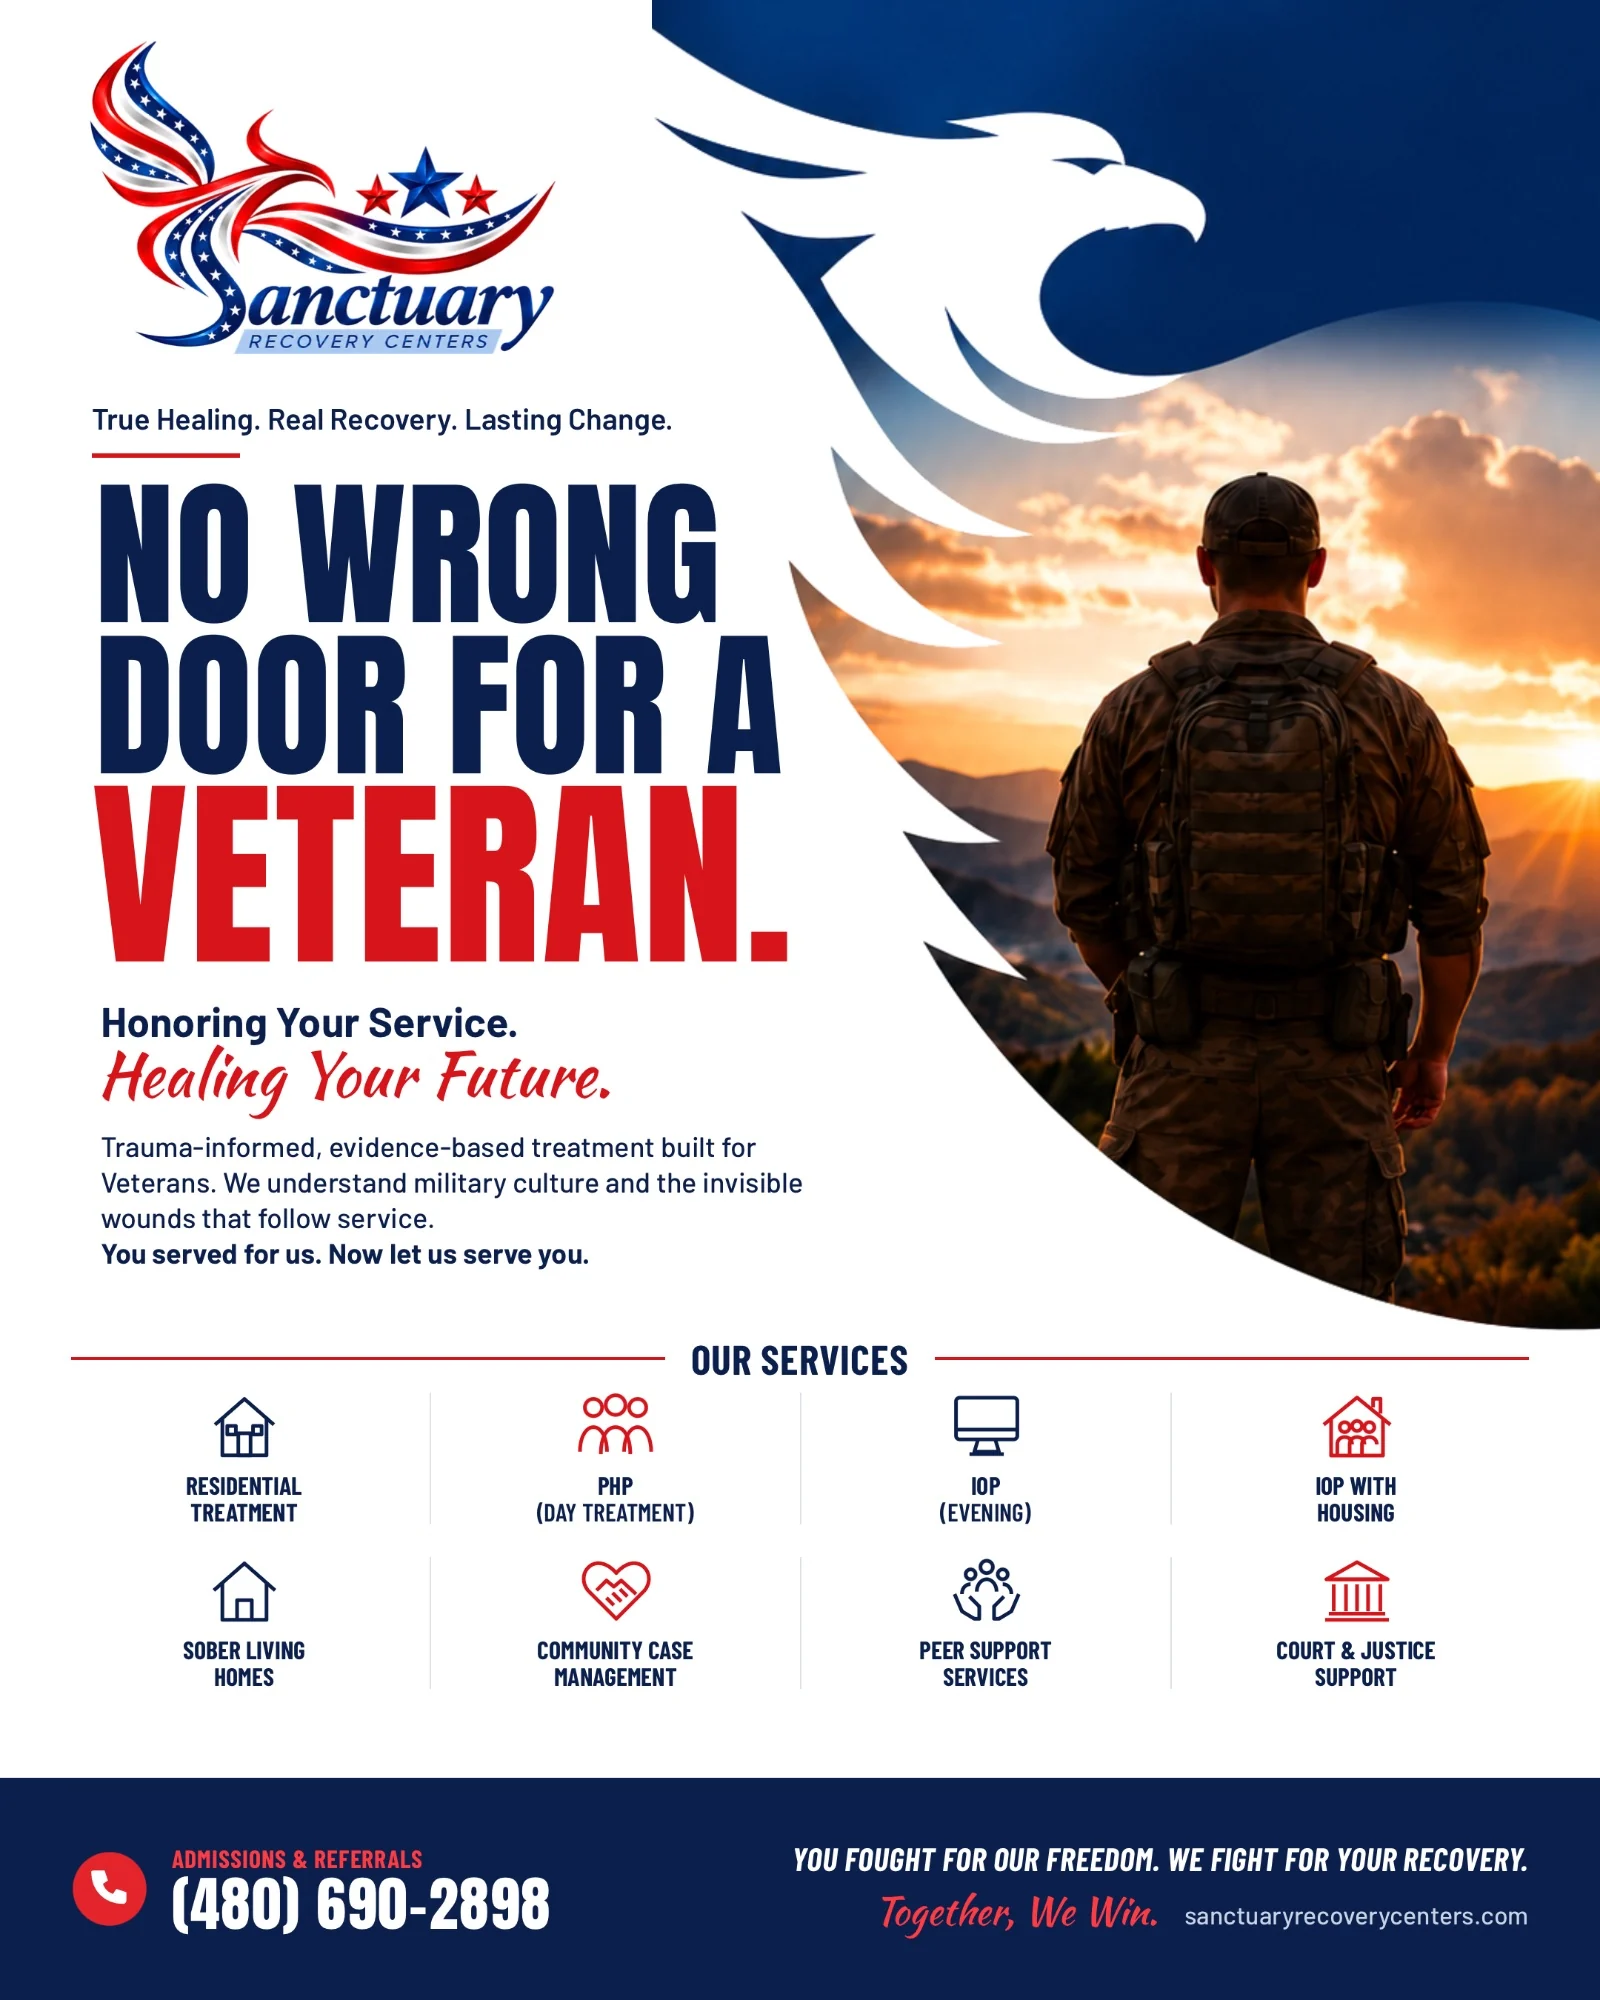 Sanctuary
RECOVERY CENTERS
True Healing. Real Recovery. Lasting Change.
NO WRONG
DOOR FOR A
VETERAN.
Honoring Your Service.
Healing Your Future.
Trauma-informed, evidence-based treatment built for
Veterans. We understand military culture and the invisible
wounds that follow service.
You served for us. Now let us serve you.
OUR SERVICES
RESIDENTIAL
TREATMENT
PHP
(DAY TREATMENT)
IOP
(EVENING)
IOP WITH
HOUSING
SOBER LIVING
HOMES
COMMUNITY CASE
MANAGEMENT
PEER SUPPORT
SERVICES
COURT & JUSTICE
SUPPORT
ADMISSIONS & REFERRALS
(480) 690-2898
YOU FOUGHT FOR OUR FREEDOM. WE FIGHT FOR YOUR RECOVERY.
Together, We Win. sanctuaryrecoverycenters.com